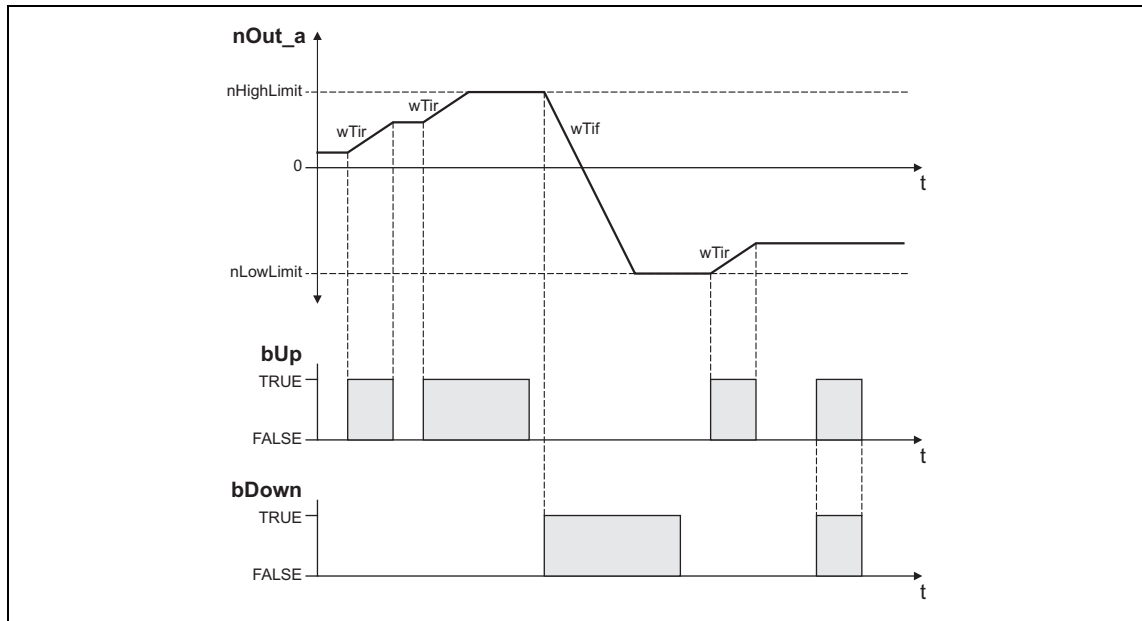 nOut_a
nHighLimit
wTir
wTir
wTif
0
t
wTir
nLowLimit
bUp
TRUE
FALSE
t
bDown
TRUE
FALSE
t